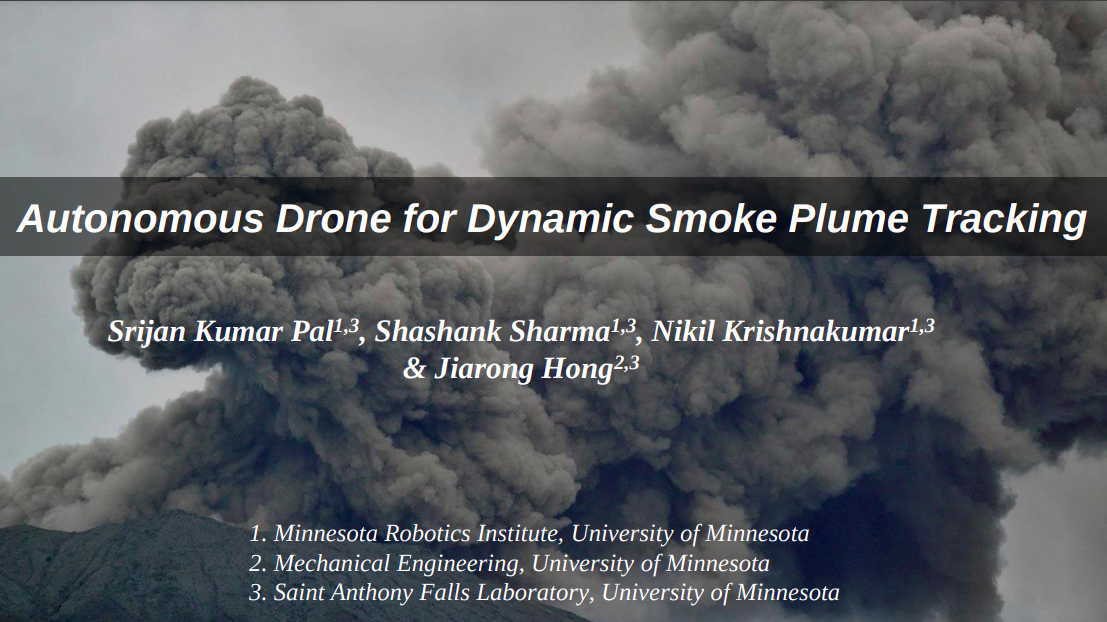 Autonomous Drone for Dynamic Smoke Plume Tracking
Srijan Kumar Pal1,3, Shashank Sharma1,3, Nikil Krishnakumar1,3
& Jiarong Hong2,3
1. Minnesota Robotics Institute, University of Minnesota
2. Mechanical Engineering, University of Minnesota
3. Saint Anthony Falls Laboratory, University of Minnesota